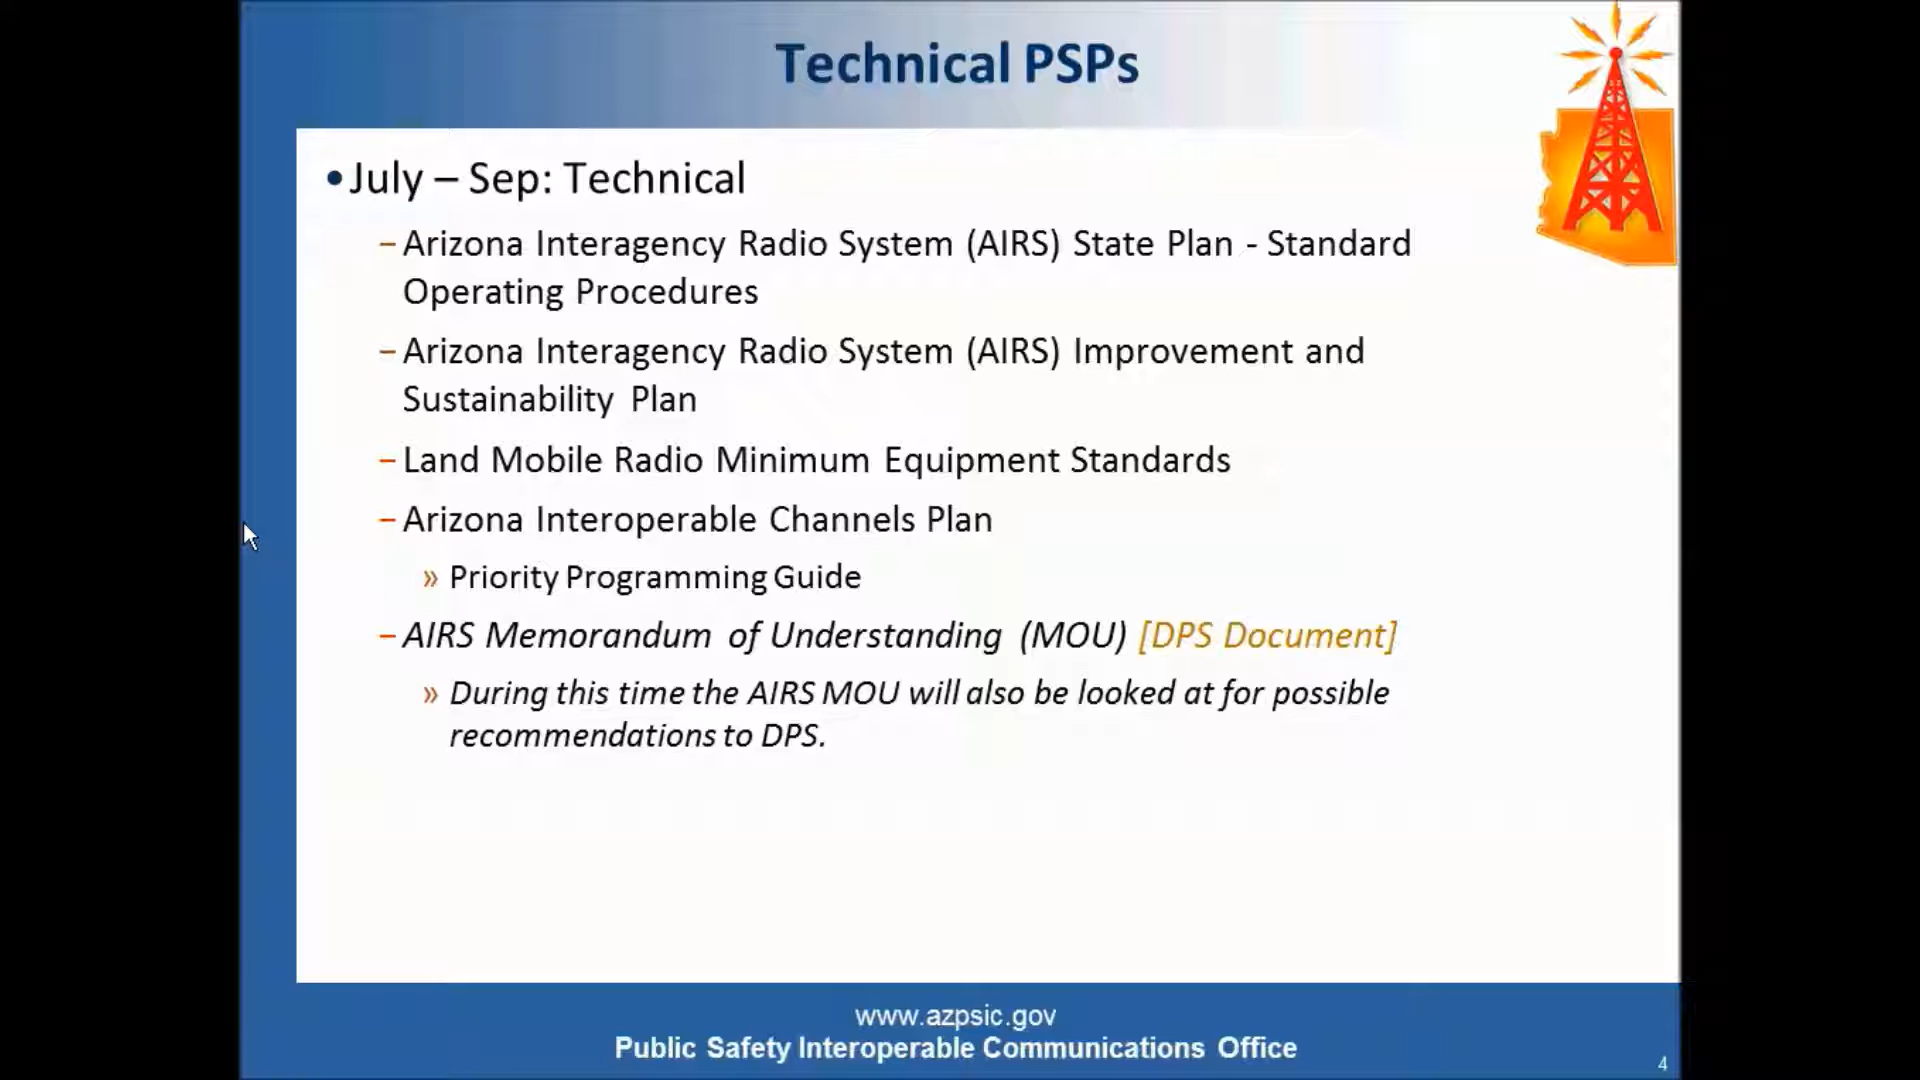 Technical PSPs
•July – Sep: Technical
–Arizona Interagency Radio System (AIRS) State Plan - Standard
Operating Procedures
–Arizona Interagency Radio System (AIRS) Improvement and
Sustainability Plan
–Land Mobile Radio Minimum Equipment Standards
–Arizona Interoperable Channels Plan
» Priority Programming Guide
–AIRS Memorandum of Understanding (MOU) [DPS Document]
» During this time the AIRS MOU will also be looked at for possible
recommendations to DPS.
www.azpsic.gov
Public Safety Interoperable Communications Office
4